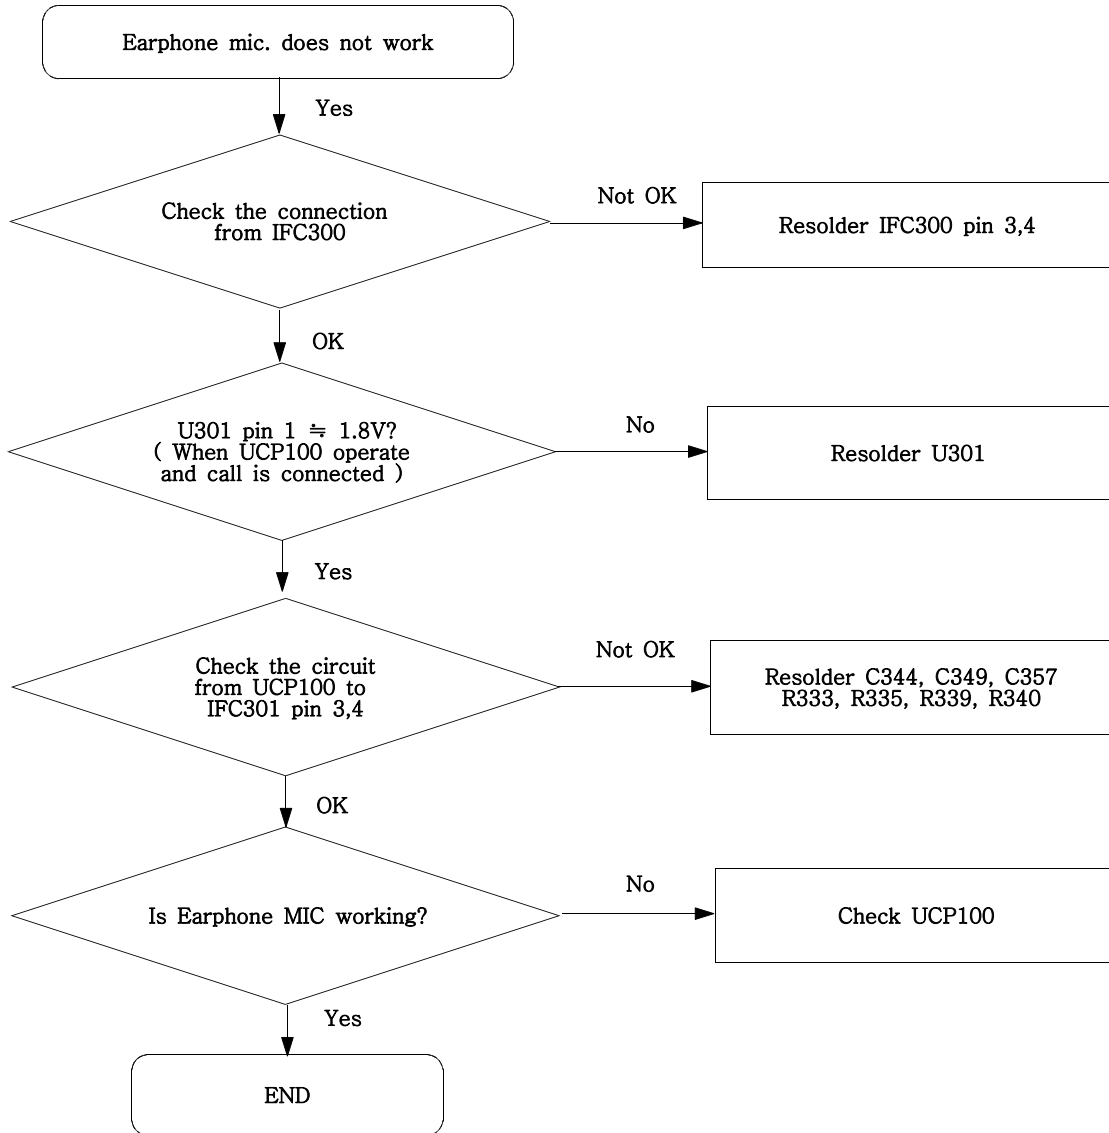 Earphone mic. does not work
Yes
Check the connection
from IFC300
Not OK
Resolder IFC300 pin 3,4
OK
U301 pin 1 ≒ 1.8V?
( When UCP100 operate
and call is connected )
No
Resolder U301
Yes
Check the circuit
from UCP100 to
IFC301 pin 3,4
Not OK
Resolder C344, C349, C357
R333, R335, R339, R340
OK
Is Earphone MIC working?
No
Check UCP100
Yes
END